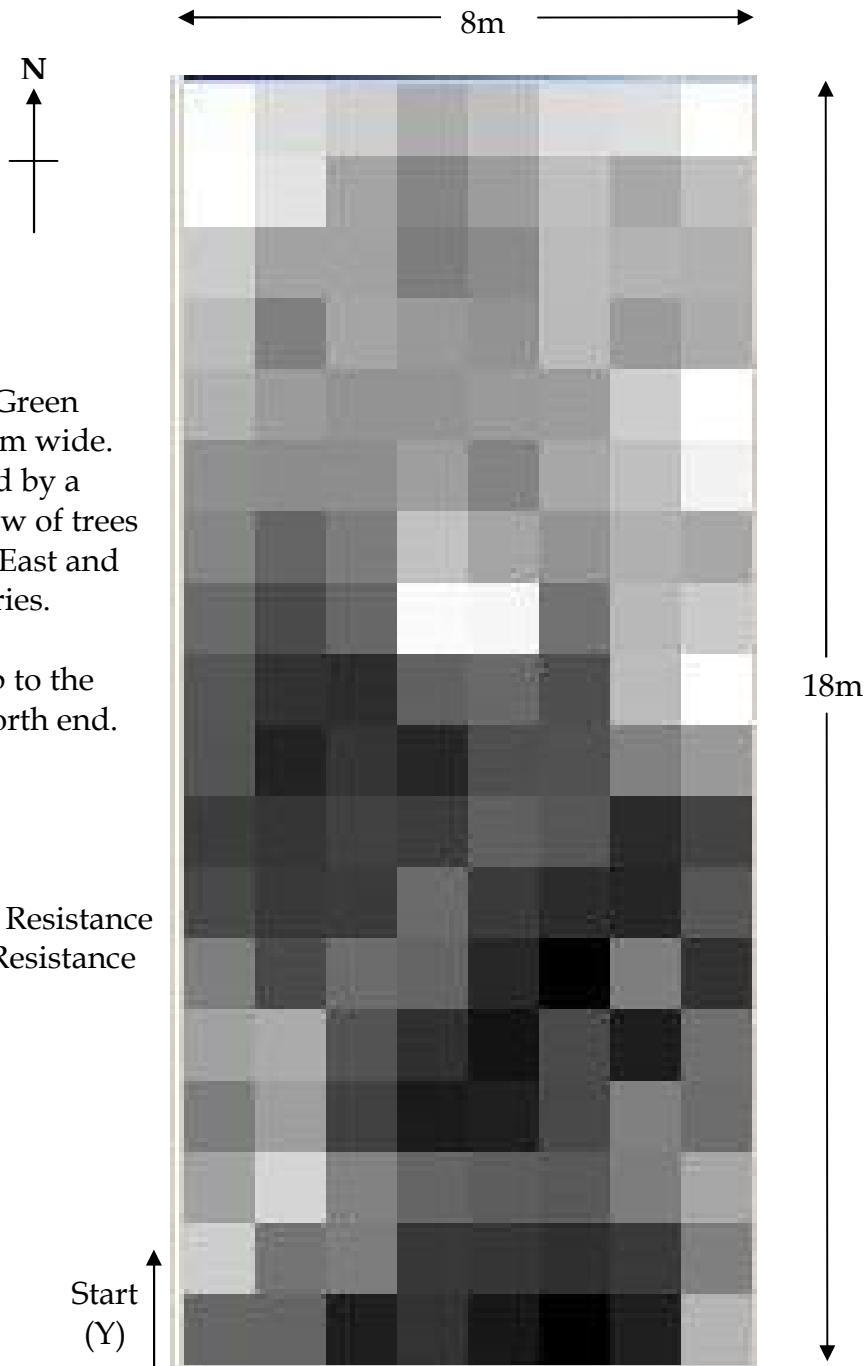 8m
N
Green
m wide.
d by a
w of trees
East and
ries.
o to the
orth end.
18m
Resistance
Resistance
Start
(Y)